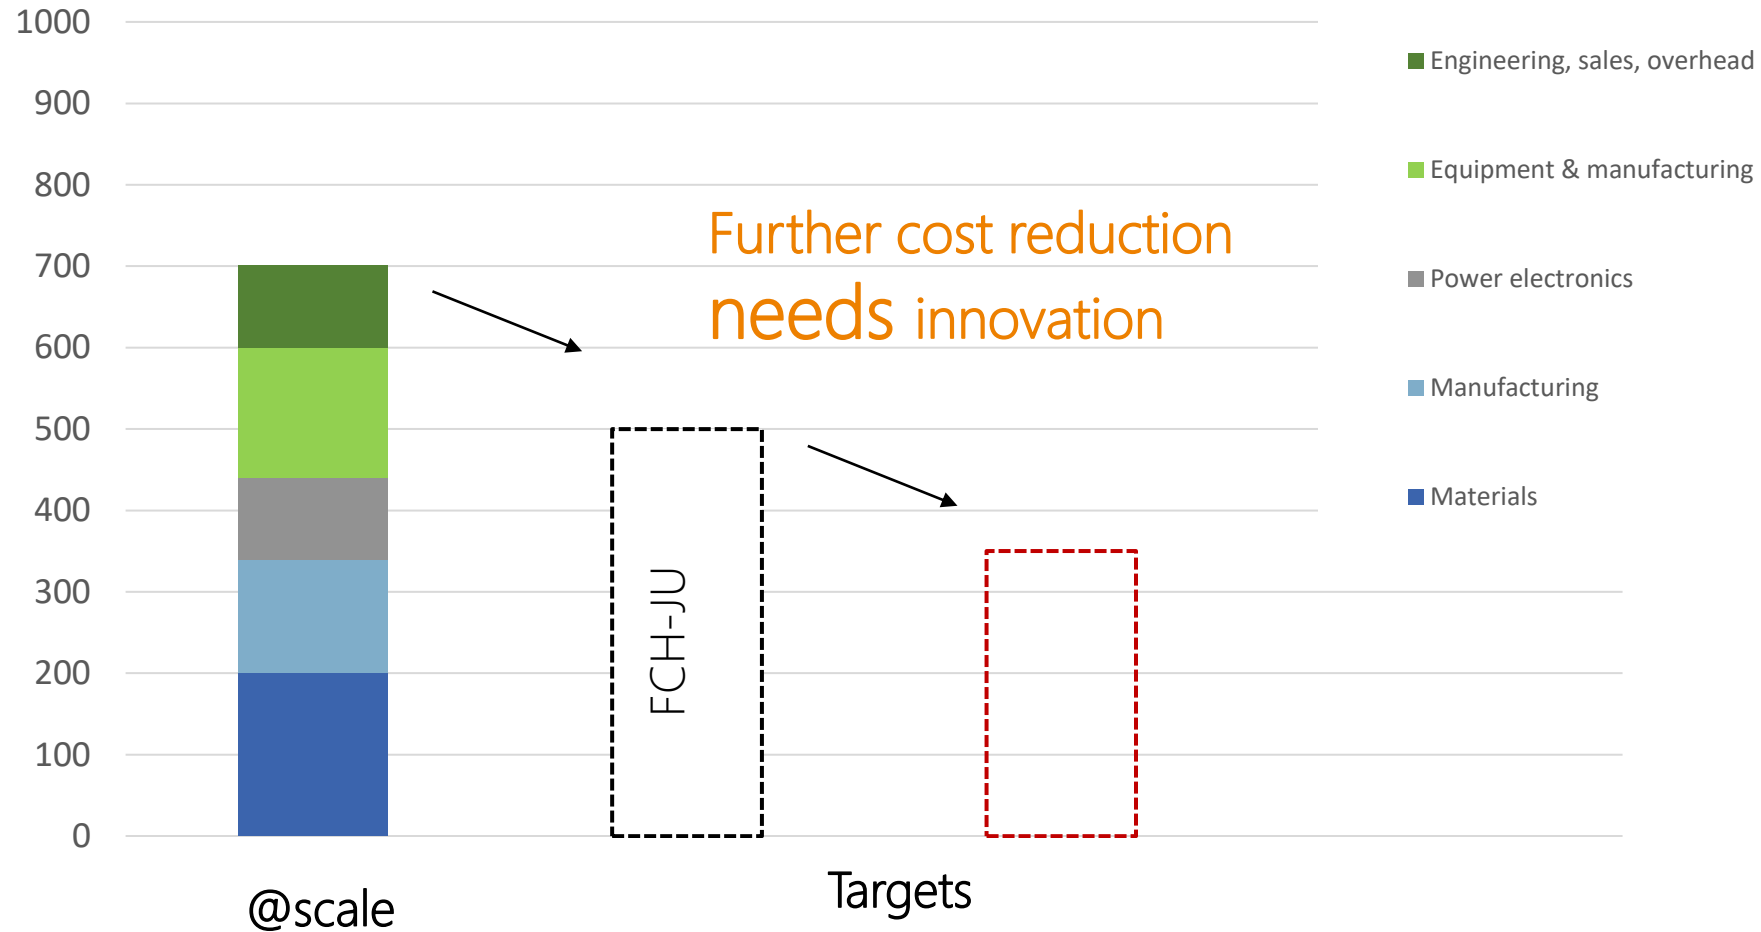 1000
900
800
700
600
500
400
300
200
100
0
Further cost reduction
needs innovation
FCH-JU
@scale
Targets
Engineering, sales, overhead
Equipment & manufacturing
Power electronics
Manufacturing
Materials